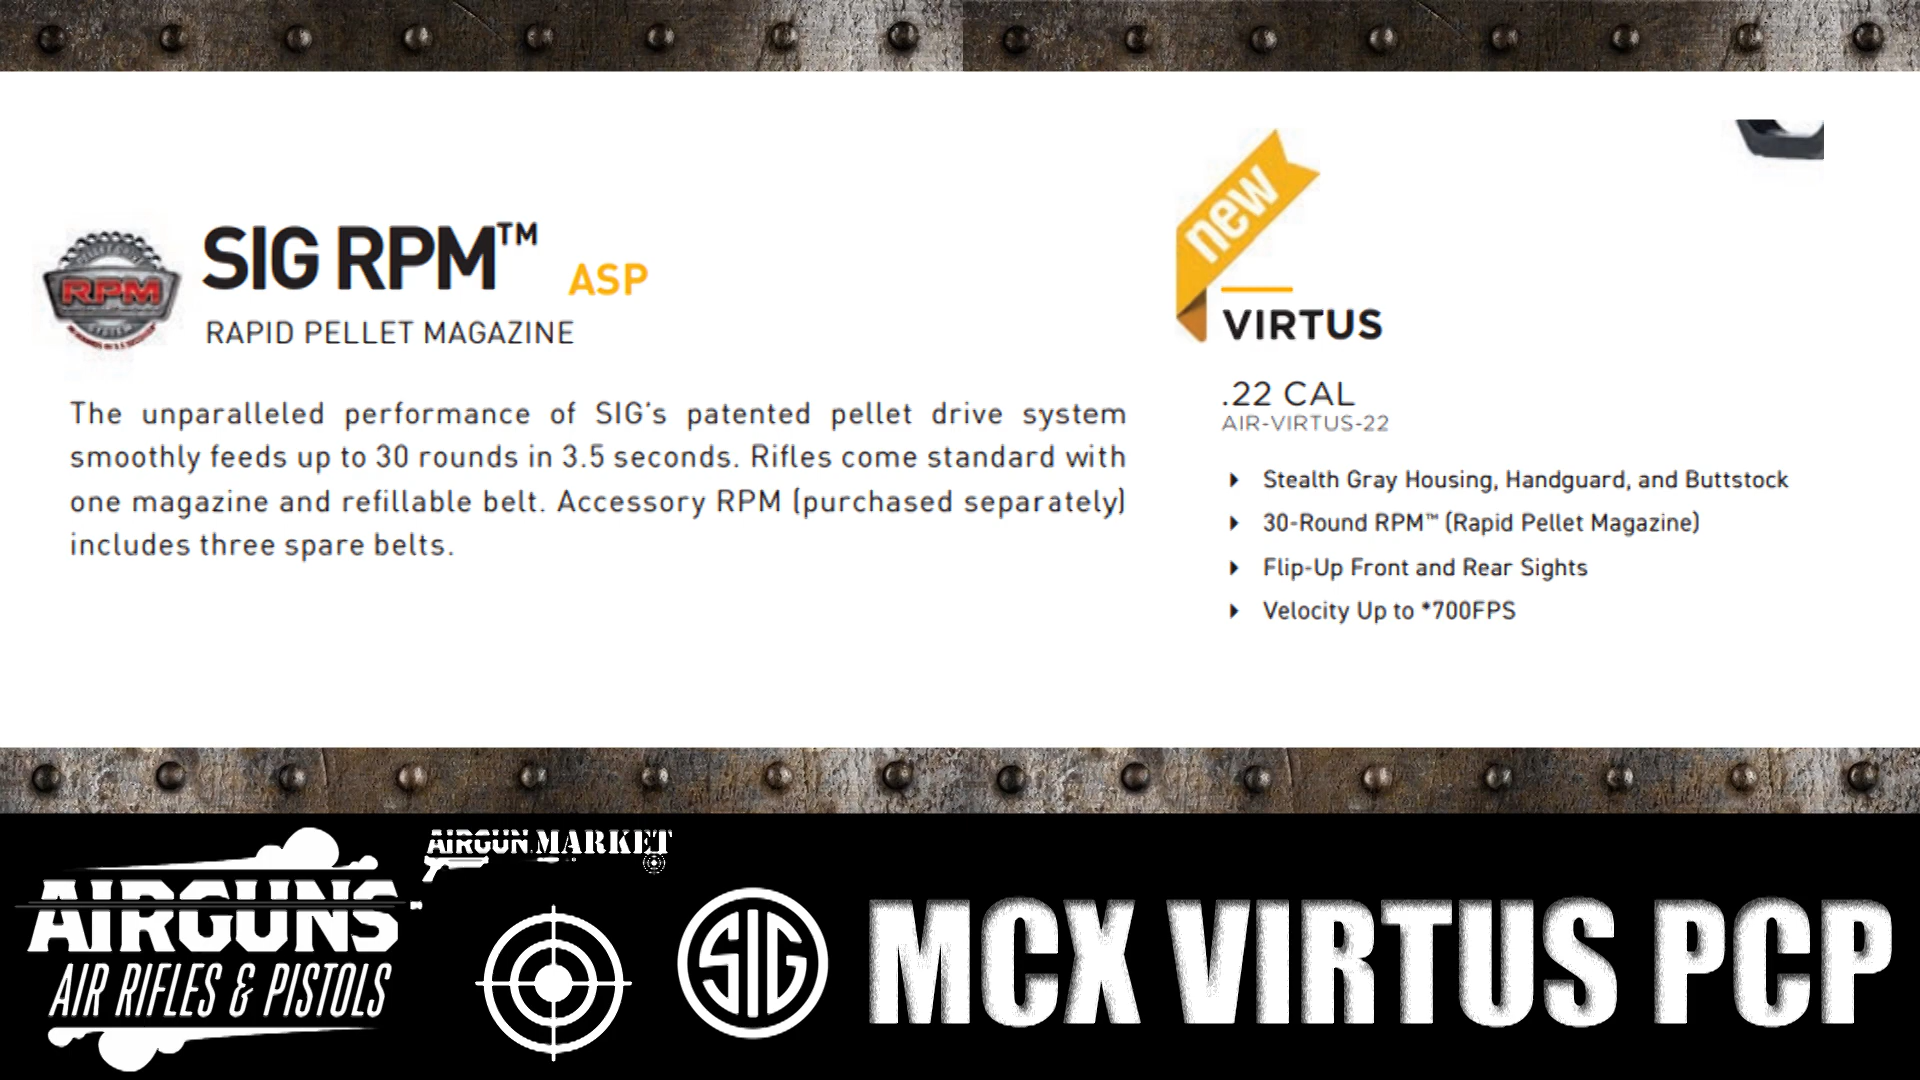 RPM
SIG RPM™ ASP
RAPID PELLET MAGAZINE
The unparalleled performance of SIG's patented pellet drive system
smoothly feeds up to 30 rounds in 3.5 seconds. Rifles come standard with
one magazine and refillable belt. Accessory RPM (purchased separately)
includes three spare belts.
new
VIRTUS
.22 CAL
AIR-VIRTUS-22
Stealth Gray Housing, Handguard, and Buttstock
30-Round RPM™ (Rapid Pellet Magazine)
Flip-Up Front and Rear Sights
Velocity Up to *700FPS
AIRGUNS
AIR RIFLES & PISTOLS
AIRGUN MARKET
SIG
MCX VIRTUS PCP